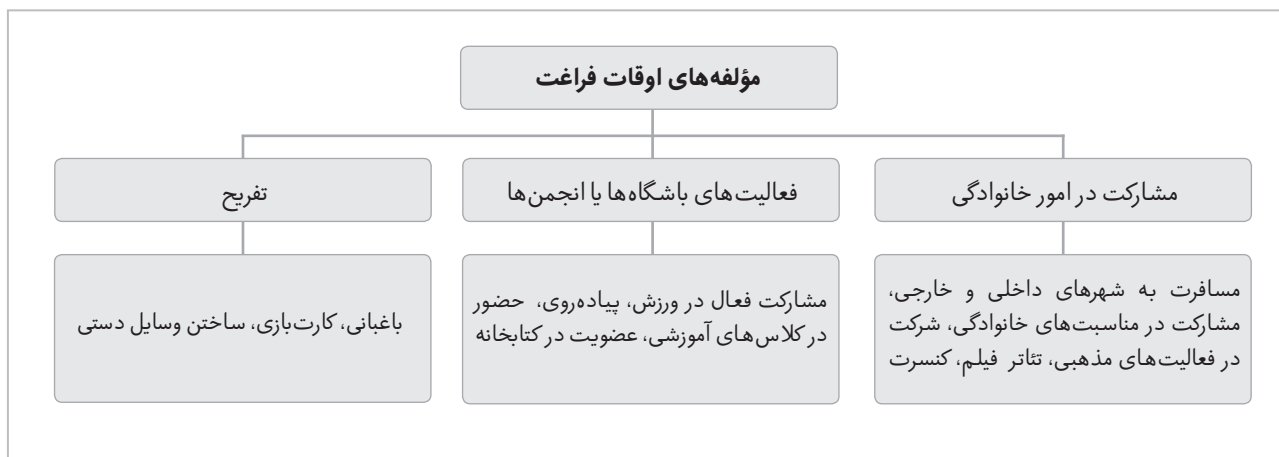 مؤلفه‌های اوقات فراغت
مشارکت در امور خانوادگی
فعالیت‌های باشگاه‌ها یا انجمن‌ها
تفریح
مسافرت به شهرهای داخلی و خارجی،
مشارکت در مناسبت‌های خانوادگی، شرکت
در فعالیت‌های مذهبی، تئاتر فیلم، کنسرت
مشارکت فعال در ورزش، پیاده‌روی، حضور
در کلاس‌های آموزشی، عضویت در کتابخانه
باغبانی، کارت‌بازی، ساختن وسایل دستی